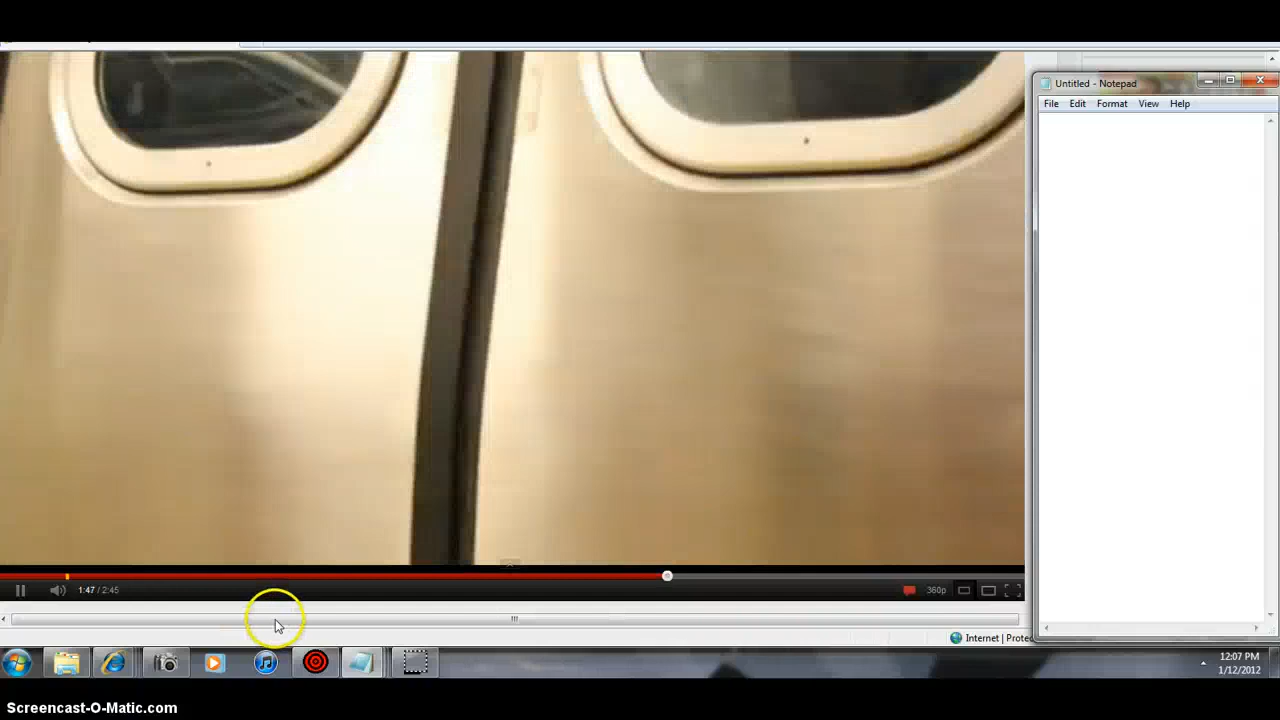 Untitled - Notepad
File Edit Format View Help
1:47 / 2:45
360p
Internet | Prote
12:07 PM
1/12/2012
Screencast-O-Matic.com